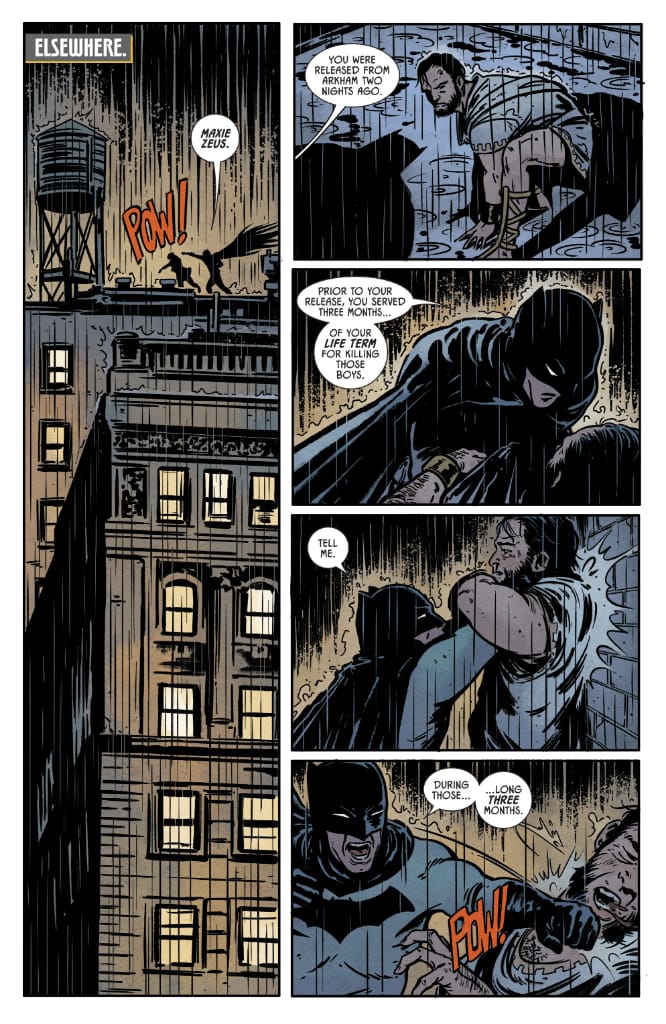 ELSEWHERE.
MAXIE
ZEUS.
POW!
YOU WERE
RELEASED FROM
ARKHAM TWO
NIGHTS AGO.
PRIOR TO YOUR
RELEASE, YOU SERVED
THREE MONTHS...
OF YOUR
LIFE TERM
FOR KILLING
THOSE
BOYS.
TELL
ME.
DURING
THOSE...
...LONG
THREE
MONTHS.
POW!